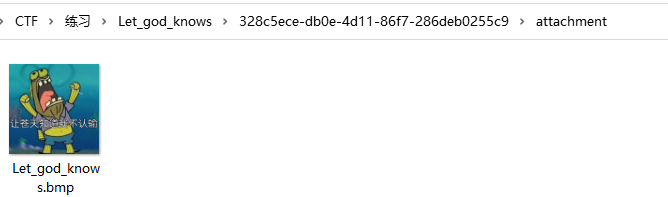 CTF > 练习 > Let_god_knows > 328c5ece-db0e-4d11-86f7-286deb0255c9 > attachment
让苍天知道我不认输
Let_god_know
s.bmp